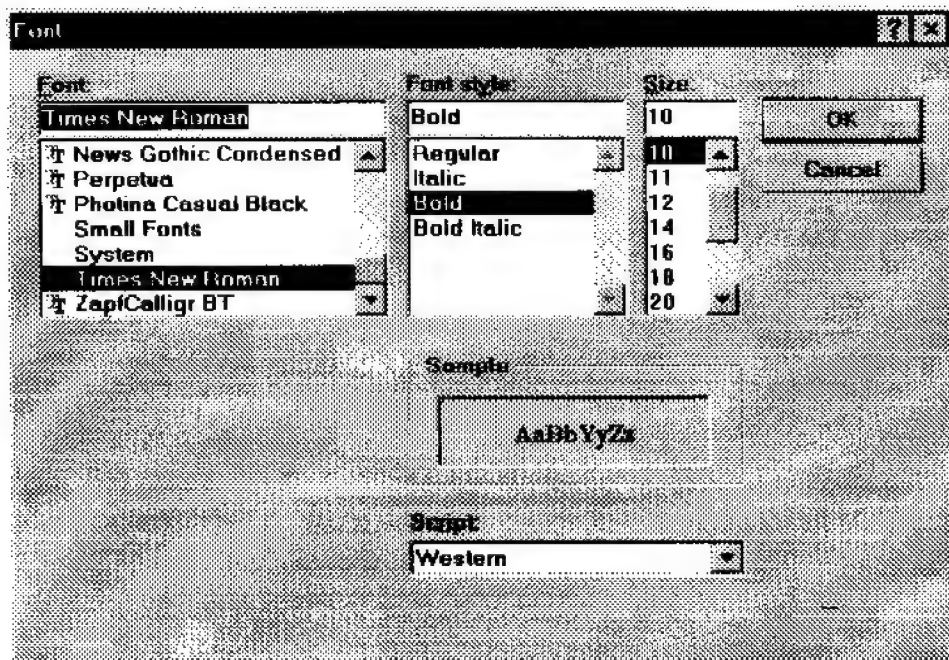 Font
Font:
Times New Roman
News Gothic Condensed
Perpetua
Photina Casual Black
Small Fonts
System
Times New Roman
ZapfCalligr BT
Font style:
Bold
Regular
Italic
Bold
Bold Italic
Size:
10
10
11
12
14
16
18
20
OK
Cancel
Sample
AaBbYyZz
Script:
Western